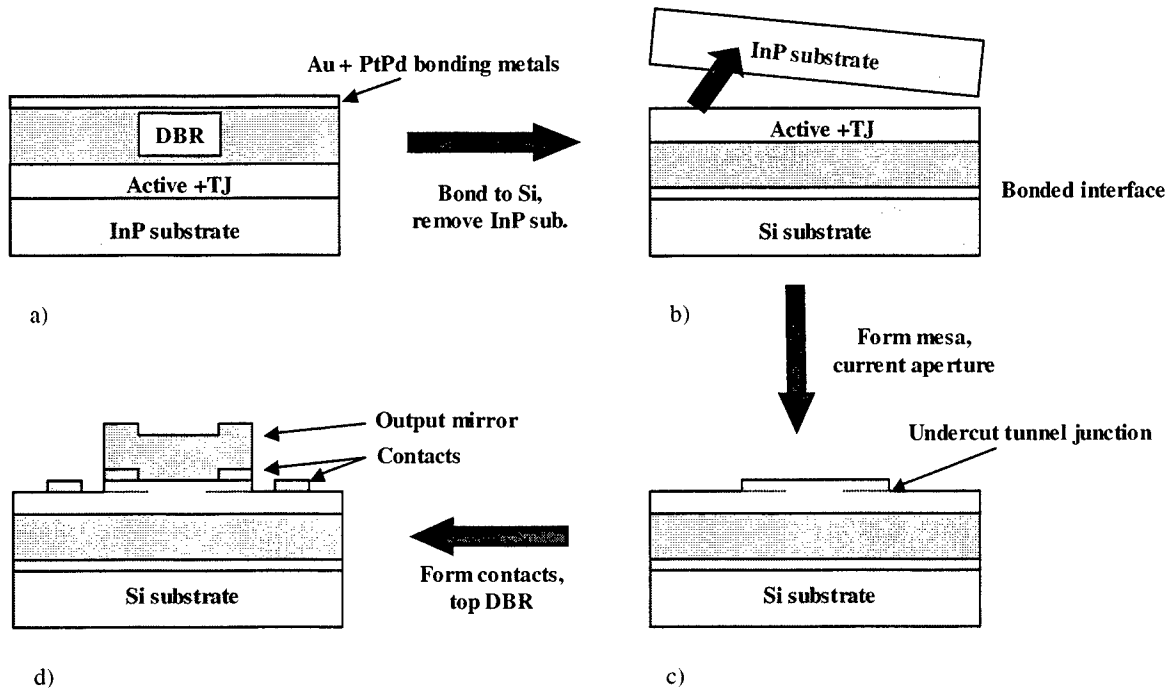 Au + PtPd bonding metals
DBR
Active +TJ
InP substrate
a)
Bond to Si,
remove InP sub.
InP substrate
Active +TJ
Bonded interface
Si substrate
b)
Form mesa,
current aperture
Undercut tunnel junction
Si substrate
c)
Form contacts,
top DBR
Output mirror
Contacts
Si substrate
d)